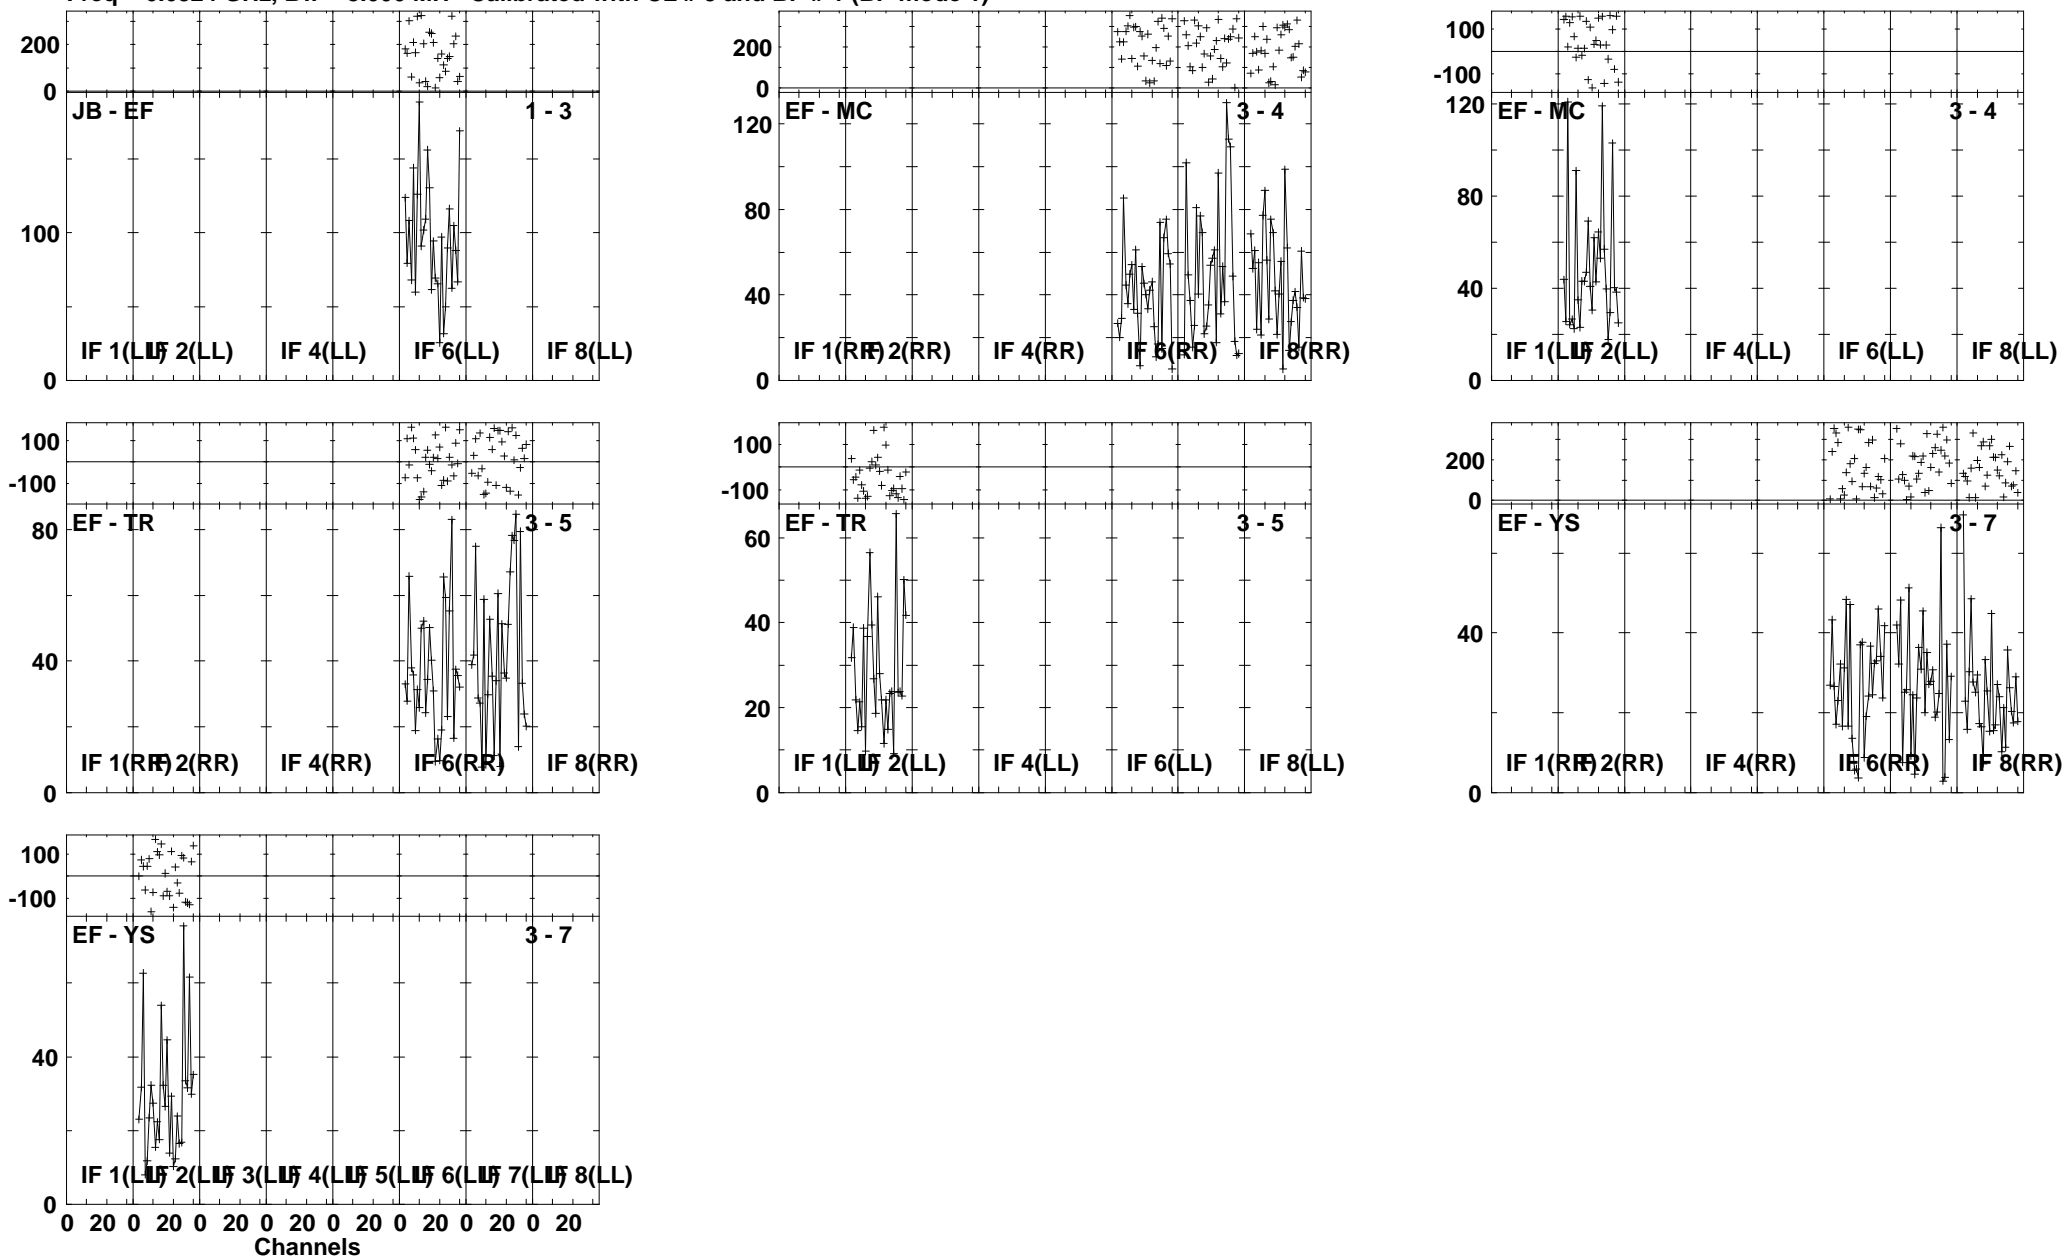 200
0
JB - EF
1 - 3
100
0
IF 1(LL)
IF 2(LL)
IF 4(LL)
IF 6(LL)
IF 8(LL)
200
0
EF - MC
3 - 4
120
80
40
0
IF 1(RR)
IF 2(RR)
IF 4(RR)
IF 6(RR)
IF 8(RR)
100
-100
EF - MC
3 - 4
120
80
40
0
IF 1(LL)
IF 2(LL)
IF 4(LL)
IF 6(LL)
IF 8(LL)
100
-100
EF - TR
3 - 5
80
40
0
IF 1(RR)
IF 2(RR)
IF 4(RR)
IF 6(RR)
IF 8(RR)
100
-100
EF - TR
3 - 5
60
40
20
0
IF 1(LL)
IF 2(LL)
IF 4(LL)
IF 6(LL)
IF 8(LL)
200
0
EF - YS
3 - 7
40
0
IF 1(RR)
IF 2(RR)
IF 4(RR)
IF 6(RR)
IF 8(RR)
100
-100
EF - YS
3 - 7
40
0
IF 1(LL)
IF 2(LL)
IF 3(LL)
IF 4(LL)
IF 5(LL)
IF 6(LL)
IF 7(LL)
IF 8(LL)
0 20 0 20 0 20 0 20 0 20 0 20 0 20 0 20
Channels